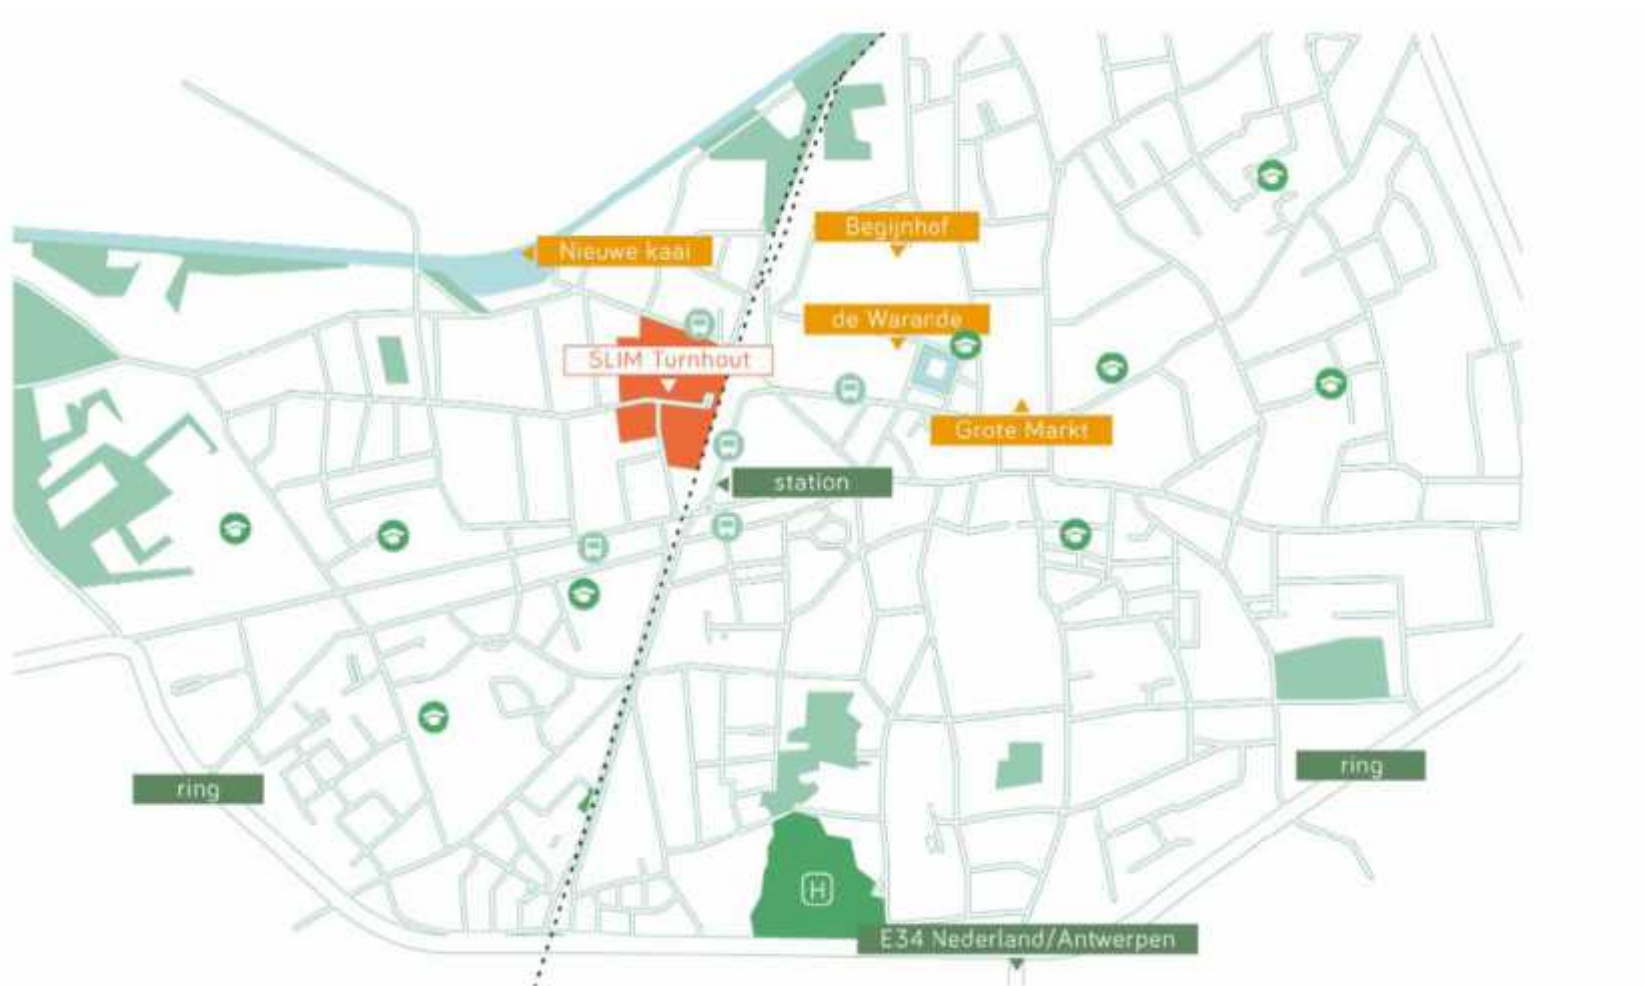 Begijnhof
Nieuwe kaai
de Warande
SLIM Turnhout
Grote Markt
station
ring
ring
H
E34 Nederland/Antwerpen